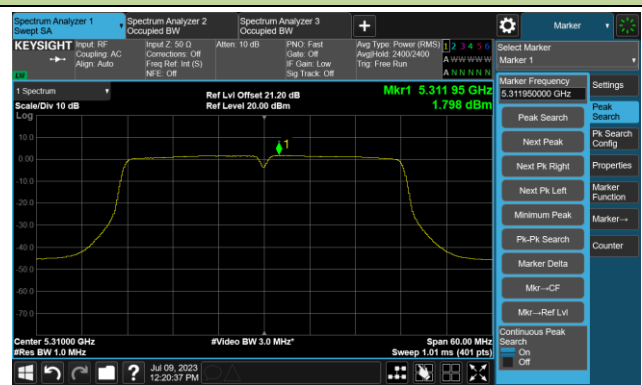 Spectrum Analyzer 1
Swept SA
Spectrum Analyzer 2
Occupied BW
Spectrum Analyzer 3
Occupied BW
+
Marker
KEYSIGHT
Input: RF
Coupling: AC
Align: Auto
Input Z: 50 Ω
Corrections: Off
Freq Ref: Int (S)
NFE: Off
Atten: 10 dB
PNO: Fast
Gate: Off
IF Gain: Low
Sig Track: Off
Avg Type: Power (RMS)
Avg|Hold: 2400/2400
Trig: Free Run
1 2 3 4 5 6
A W W W W W
A N N N N N
Select Marker
Marker 1
1 Spectrum
Scale/Div 10 dB
Log
Ref Lvl Offset 21.20 dB
Ref Level 20.00 dBm
Mkr1 5.311 95 GHz
1.798 dBm
1
10.0
0.00
-10.0
-20.0
-30.0
-40.0
-50.0
-60.0
-70.0
Center 5.31000 GHz
#Res BW 1.0 MHz
#Video BW 3.0 MHz*
Span 60.00 MHz
Sweep 1.01 ms (401 pts)
Marker Frequency
5.311950000 GHz
Peak Search
Next Peak
Next Pk Right
Next Pk Left
Minimum Peak
Pk-Pk Search
Marker Delta
Mkr→CF
Mkr→Ref Lvl
Continuous Peak
Search
On
Off
Settings
Peak
Search
Pk Search
Config
Properties
Marker
Function
Marker→
Counter
?
Jul 09, 2023
12:20:37 PM